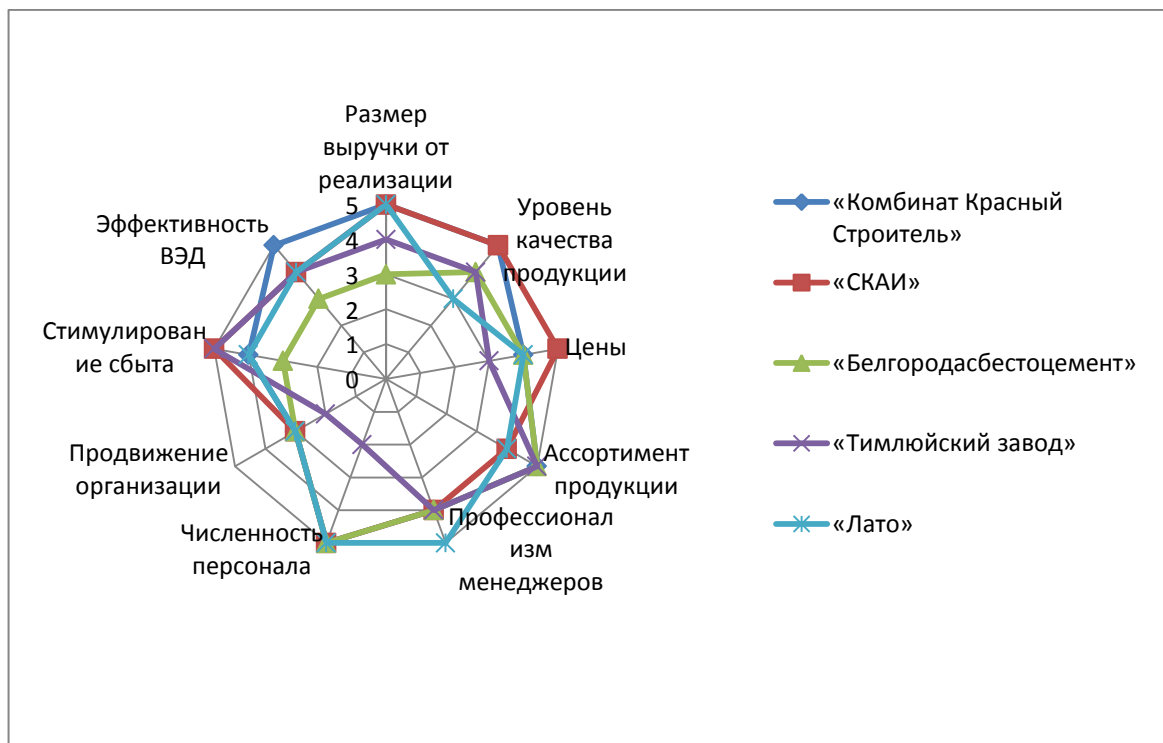 Размер
выручки от
реализации
Уровень
качества
продукции
Цены
Ассортимент
продукции
Профессионал
изм
менеджеров
Численность
персонала
Продвижение
организации
Стимулирован
ие сбыта
Эффективность
ВЭД
5
4
3
2
1
0
«Комбинат Красный
Строитель»
«СКАИ»
«Белгородасбестоцемент»
«Тимлюйский завод»
«Лато»